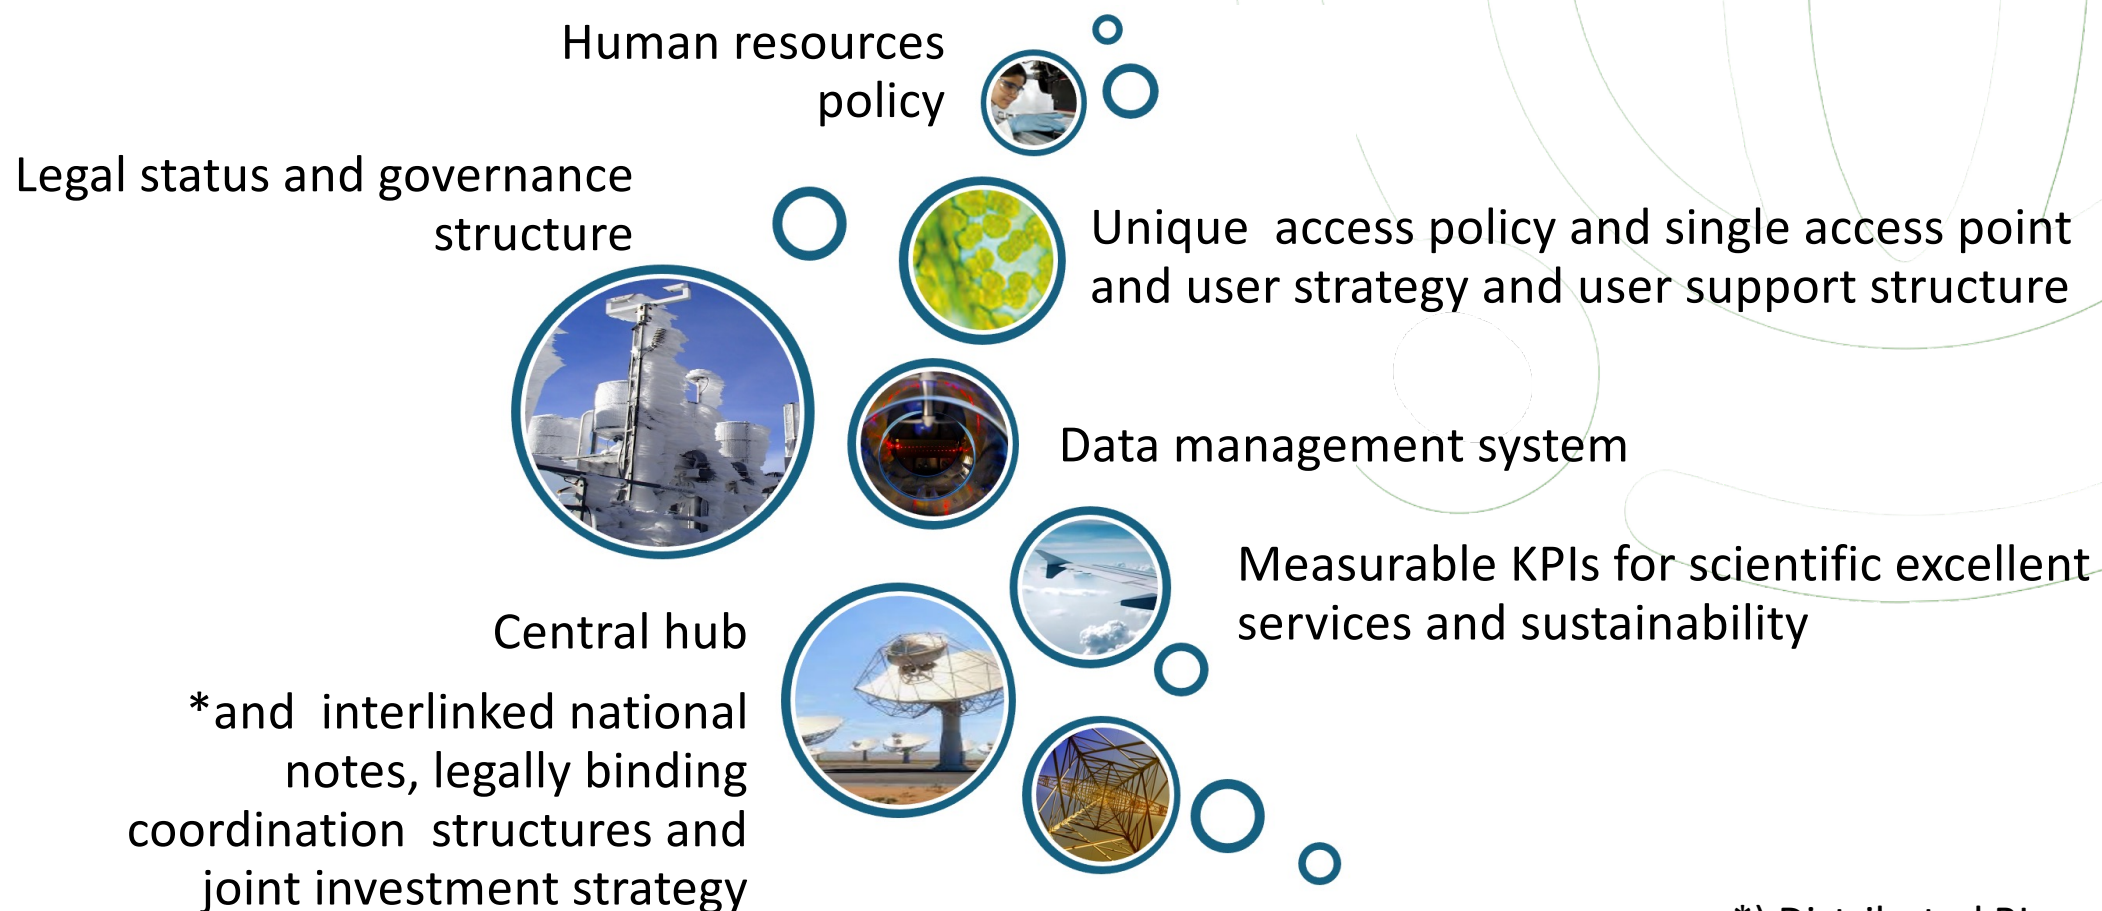 Human resources
policy
Legal status and governance
structure
Unique  access policy and single access point
and user strategy and user support structure
Data management system
Measurable KPIs for scientific excellent
services and sustainability
Central hub
*and  interlinked national
notes, legally binding
coordination  structures and
joint investment strategy
*) Distributed